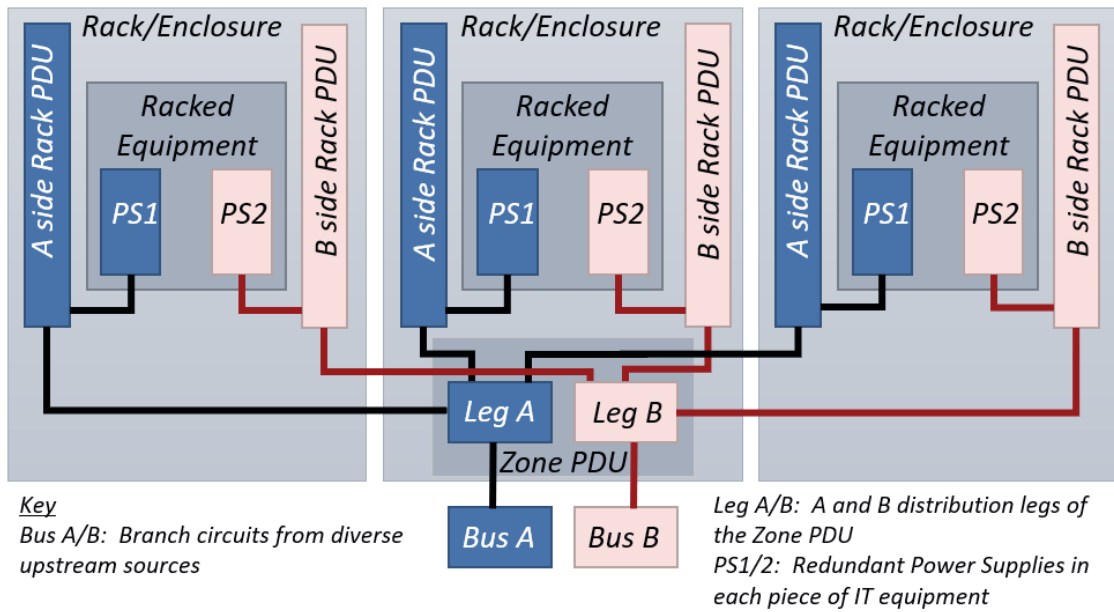 Rack/Enclosure
A side Rack PDU
Racked
Equipment
PS1
PS2
B side Rack PDU
Rack/Enclosure
A side Rack PDU
Racked
Equipment
PS1
PS2
B side Rack PDU
Rack/Enclosure
A side Rack PDU
Racked
Equipment
PS1
PS2
B side Rack PDU
Leg A
Leg B
Zone PDU
Bus A
Bus B
Key
Bus A/B: Branch circuits from diverse
upstream sources
Leg A/B: A and B distribution legs of
the Zone PDU
PS1/2: Redundant Power Supplies in
each piece of IT equipment